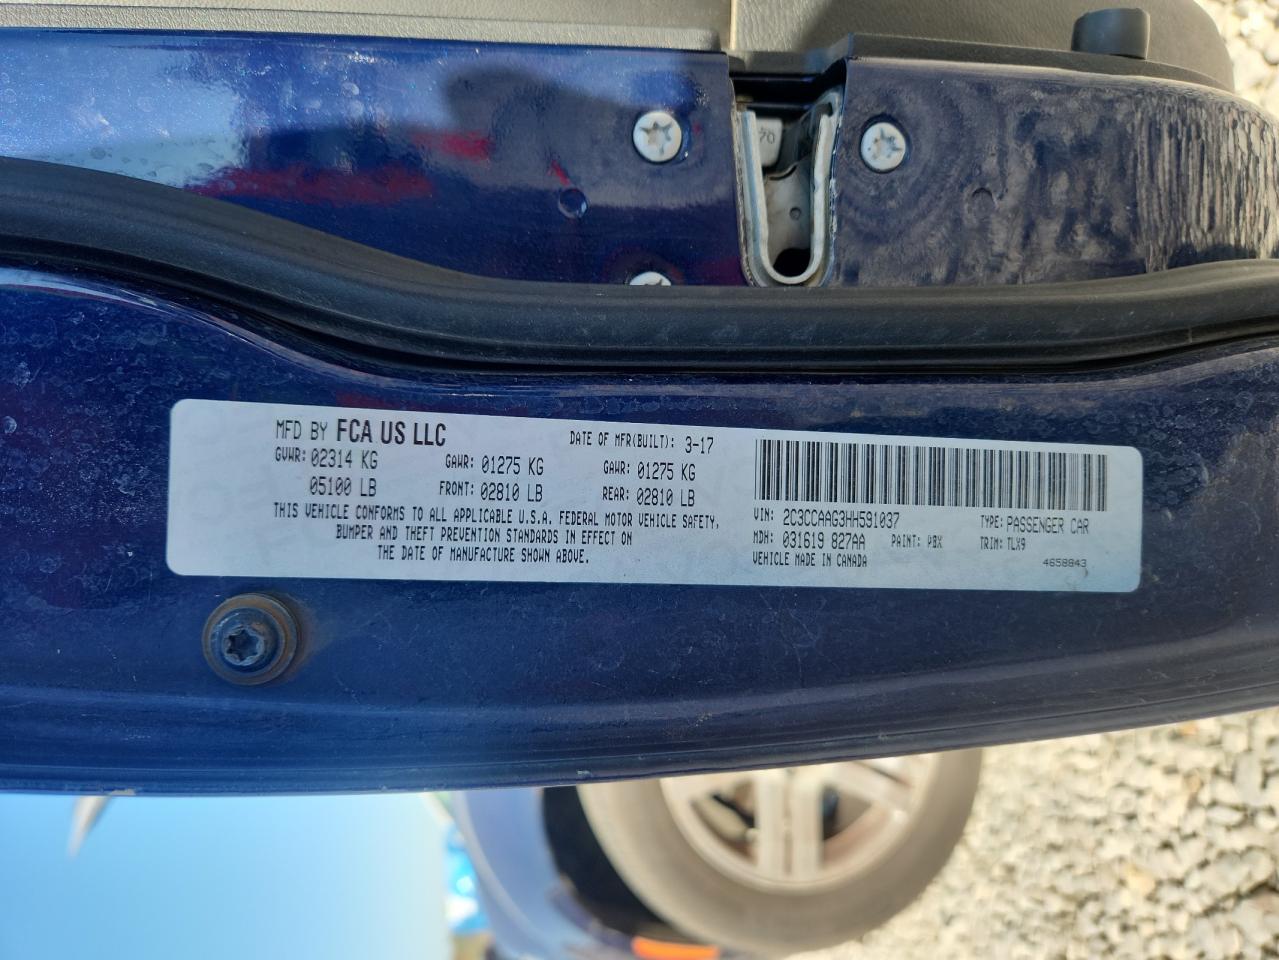 MFD BY FCA US LLC
DATE OF MFR(BUILT): 3-17
GVWR: 02314 KG GAWR: 01275 KG GAWR: 01275 KG
05100 LB FRONT: 02810 LB REAR: 02810 LB
THIS VEHICLE CONFORMS TO ALL APPLICABLE U.S.A. FEDERAL MOTOR VEHICLE SAFETY,
BUMPER AND THEFT PREVENTION STANDARDS IN EFFECT ON
THE DATE OF MANUFACTURE SHOWN ABOVE.
VIN: 2C3CCAAG3HH591037 TYPE: PASSENGER CAR
MDH: 031619 827AA PAINT: PBX TRIM: TLX9
VEHICLE MADE IN CANADA 4658843